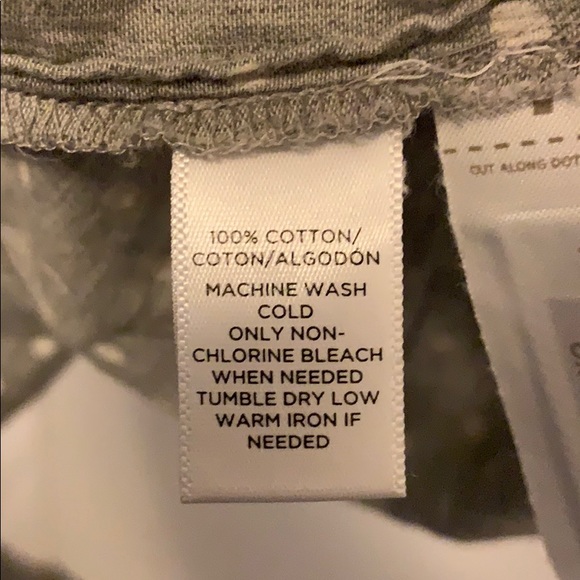 100% COTTON/
COTON/ALGODÓN
MACHINE WASH
COLD
ONLY NON-
CHLORINE BLEACH
WHEN NEEDED
TUMBLE DRY LOW
WARM IRON IF
NEEDED
CUT ALONG DOT